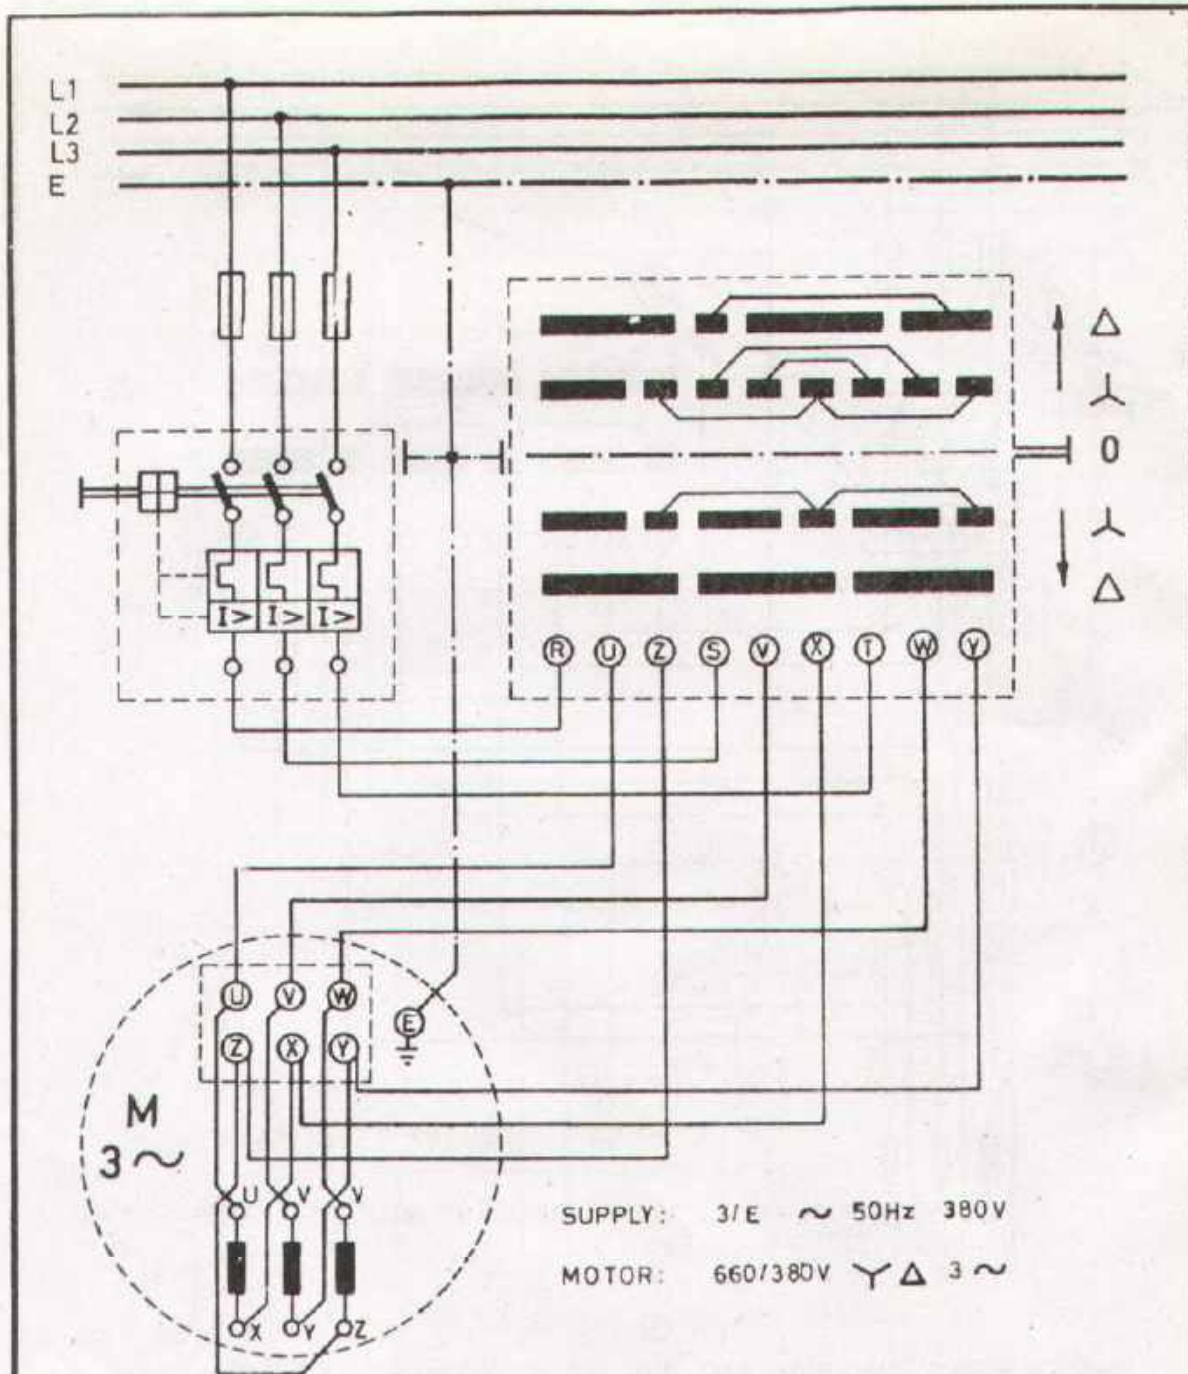 L1
L2
L3
E
△
0
△
I> I> I>
R U Z S V X T W Y
U V W
E
Z X Y
M
3 ~
U V V
SUPPLY: 3/E ~ 50Hz 380V
MOTOR: 660/380V Y △ 3 ~
X Y Z